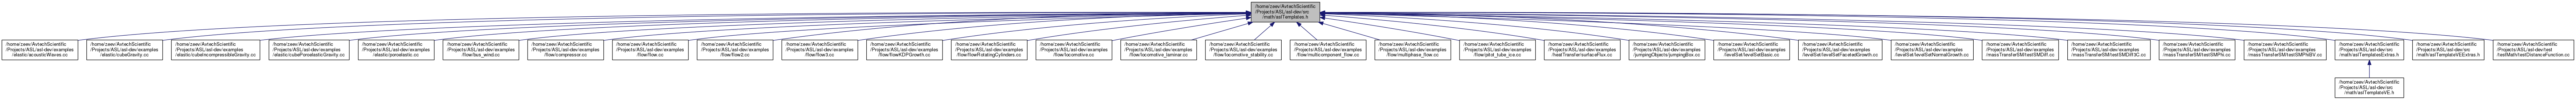 /home/zeev/AvtechScientific
/Projects/ASL/asl-dev/src
/math/aslTemplates.h
/home/zeev/AvtechScientific
/Projects/ASL/asl-dev/examples
/elastic/acousticWaves.cc
/home/zeev/AvtechScientific
/Projects/ASL/asl-dev/examples
/elastic/cubeGravity.cc
/home/zeev/AvtechScientific
/Projects/ASL/asl-dev/examples
/elastic/cubeIncompressibleGravity.cc
/home/zeev/AvtechScientific
/Projects/ASL/asl-dev/examples
/elastic/cubePoroelasticGravity.cc
/home/zeev/AvtechScientific
/Projects/ASL/asl-dev/examples
/elastic/poroelastic.cc
/home/zeev/AvtechScientific
/Projects/ASL/asl-dev/examples
/flow/bus_wind.cc
/home/zeev/AvtechScientific
/Projects/ASL/asl-dev/examples
/flow/compressor.cc
/home/zeev/AvtechScientific
/Projects/ASL/asl-dev/examples
/flow/flow.cc
/home/zeev/AvtechScientific
/Projects/ASL/asl-dev/examples
/flow/flow2.cc
/home/zeev/AvtechScientific
/Projects/ASL/asl-dev/examples
/flow/flow3.cc
/home/zeev/AvtechScientific
/Projects/ASL/asl-dev/examples
/flow/flowKDPGrowth.cc
/home/zeev/AvtechScientific
/Projects/ASL/asl-dev/examples
/flow/flowRotatingCylinders.cc
/home/zeev/AvtechScientific
/Projects/ASL/asl-dev/examples
/flow/locomotive.cc
/home/zeev/AvtechScientific
/Projects/ASL/asl-dev/examples
/flow/locomotive_laminar.cc
/home/zeev/AvtechScientific
/Projects/ASL/asl-dev/examples
/flow/locomotive_stability.cc
/home/zeev/AvtechScientific
/Projects/ASL/asl-dev/examples
/flow/multicomponent_flow.cc
/home/zeev/AvtechScientific
/Projects/ASL/asl-dev/examples
/flow/multiphase_flow.cc
/home/zeev/AvtechScientific
/Projects/ASL/asl-dev/examples
/flow/pitot_tube_ice.cc
/home/zeev/AvtechScientific
/Projects/ASL/asl-dev/examples
/heatTransfer/surfaceFlux.cc
/home/zeev/AvtechScientific
/Projects/ASL/asl-dev/examples
/jumpingObjects/jumpingBox.cc
/home/zeev/AvtechScientific
/Projects/ASL/asl-dev/examples
/levelSet/levelSetBasic.cc
/home/zeev/AvtechScientific
/Projects/ASL/asl-dev/examples
/levelSet/levelSetFacetedGrowth.cc
/home/zeev/AvtechScientific
/Projects/ASL/asl-dev/examples
/levelSet/levelSetNormalGrowth.cc
/home/zeev/AvtechScientific
/Projects/ASL/asl-dev/examples
/massTransferSM/testSMDiff.cc
/home/zeev/AvtechScientific
/Projects/ASL/asl-dev/examples
/massTransferSM/testSMDiff3C.cc
/home/zeev/AvtechScientific
/Projects/ASL/asl-dev/examples
/massTransferSM/testSMPhi.cc
/home/zeev/AvtechScientific
/Projects/ASL/asl-dev/examples
/massTransferSM/testSMPhiBV.cc
/home/zeev/AvtechScientific
/Projects/ASL/asl-dev/src
/math/aslTemplatesExtras.h
/home/zeev/AvtechScientific
/Projects/ASL/asl-dev/src
/math/aslTemplateVEExtras.h
/home/zeev/AvtechScientific
/Projects/ASL/asl-dev/test
/testMath/testDistanceFunction.cc
/home/zeev/AvtechScientific
/Projects/ASL/asl-dev/src
/math/aslTemplateVE.h